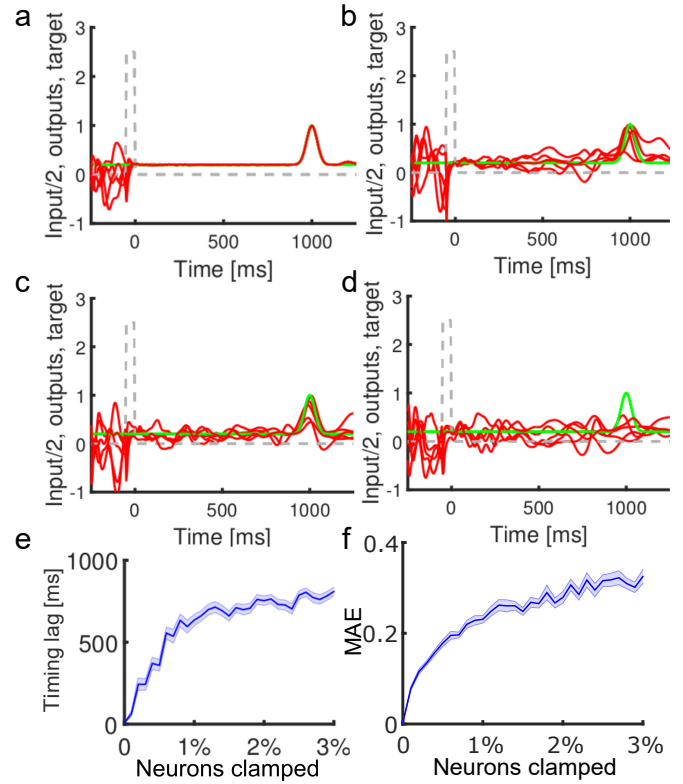 a
Input/2, outputs, target
3
2
1
0
-1
0
500
1000
Time [ms]
b
Input/2, outputs, target
3
2
1
0
-1
0
500
1000
Time [ms]
c
Input/2, outputs, target
3
2
1
0
-1
0
500
1000
Time [ms]
d
Input/2, outputs, target
3
2
1
0
-1
0
500
1000
Time [ms]
e
Timing lag [ms]
1000
500
0
0
1%
2%
3%
Neurons clamped
f
MAE
0.4
0.2
0
0
1%
2%
3%
Neurons clamped